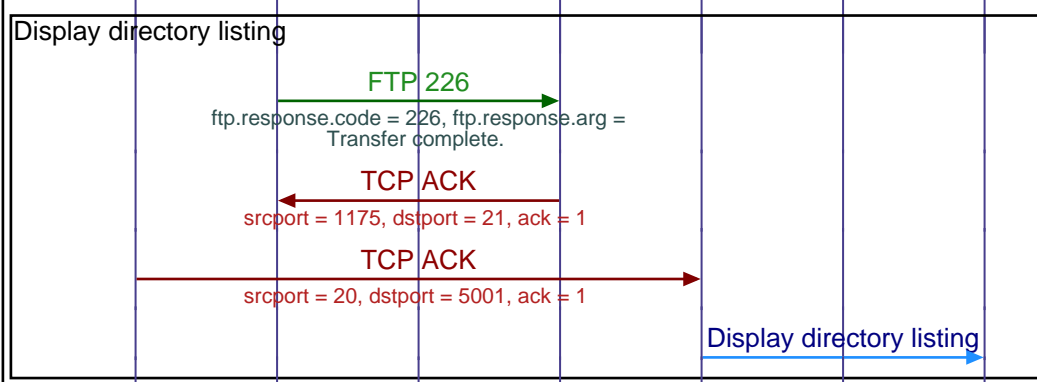 Display directory listing
FTP 226
ftp.response.code = 226, ftp.response.arg =
Transfer complete.
TCP ACK
srcport = 1175, dstport = 21, ack = 1
TCP ACK
srcport = 20, dstport = 5001, ack = 1
Display directory listing